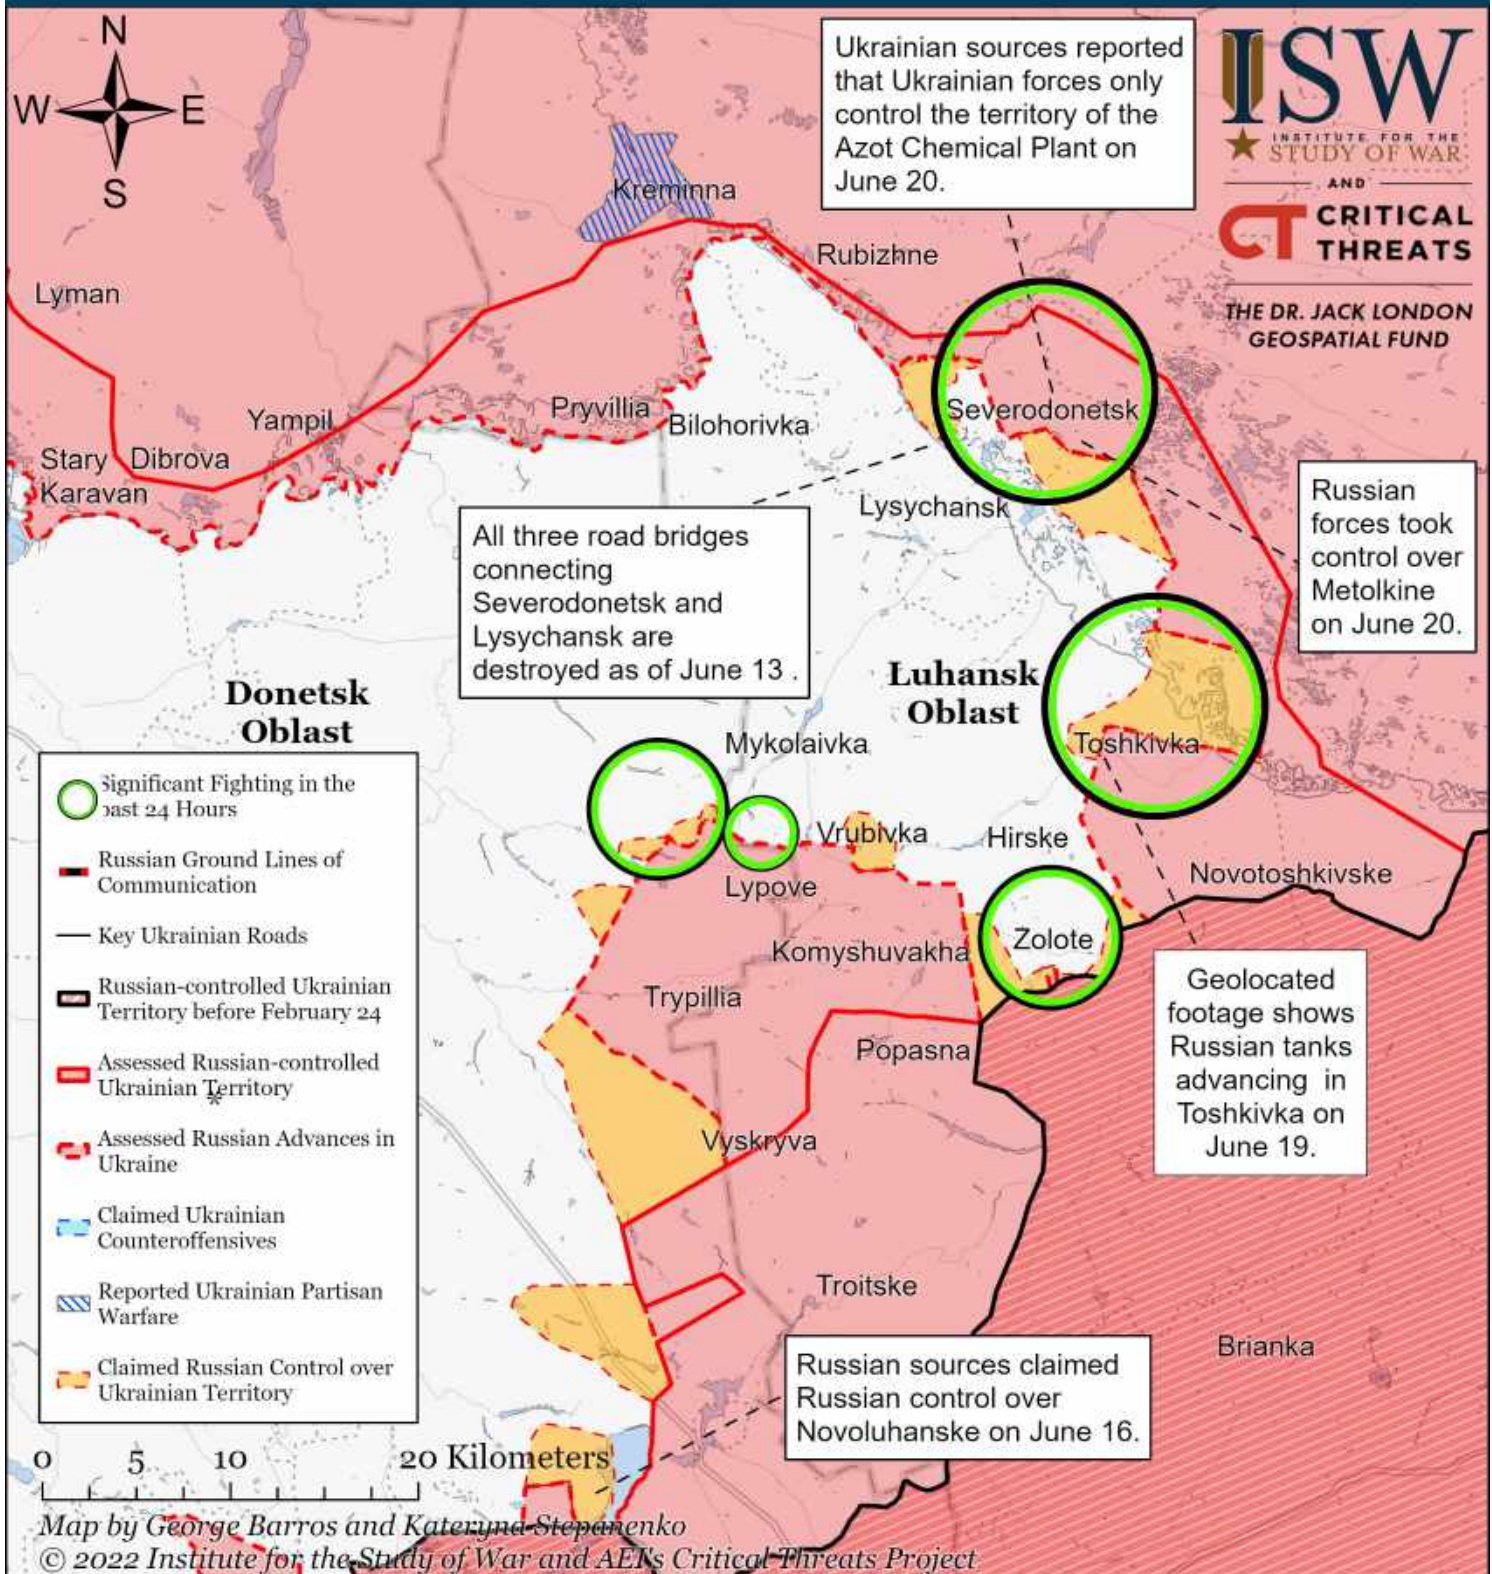 N
W
E
S
Ukrainian sources reported
that Ukrainian forces only
control the territory of the
Azot Chemical Plant on
June 20.
ISW
INSTITUTE FOR THE
STUDY OF WAR
AND
CT CRITICAL
THREATS
THE DR. JACK LONDON
GEOSPATIAL FUND
Kreminna
Rubizhne
Lyman
Severodonetsk
Yampil
Pryvillia
Bilohorivka
Stary
Karavan
Dibrova
Lysychansk
Russian
forces took
control over
Metolkine
on June 20.
All three road bridges
connecting
Severodonetsk and
Lysychansk are
destroyed as of June 13 .
Donetsk
Oblast
Luhansk
Oblast
Toshkivka
Mykolaivka
Vrubivka
Hirske
Lypove
Novotoshkivske
Komyshuvakha
Zolote
Trypillia
Popasna
Geolocated
footage shows
Russian tanks
advancing in
Toshkivka on
June 19.
Vyskryva
Troitske
Brianka
Russian sources claimed
Russian control over
Novoluhanske on June 16.
Significant Fighting in the
past 24 Hours
Russian Ground Lines of
Communication
Key Ukrainian Roads
Russian-controlled Ukrainian
Territory before February 24
Assessed Russian-controlled
Ukrainian Territory
*
Assessed Russian Advances in
Ukraine
Claimed Ukrainian
Counteroffensives
Reported Ukrainian Partisan
Warfare
Claimed Russian Control over
Ukrainian Territory
0 5 10 20 Kilometers
Map by George Barros and Kateryna Stepanenko
© 2022 Institute for the Study of War and AEI's Critical Threats Project